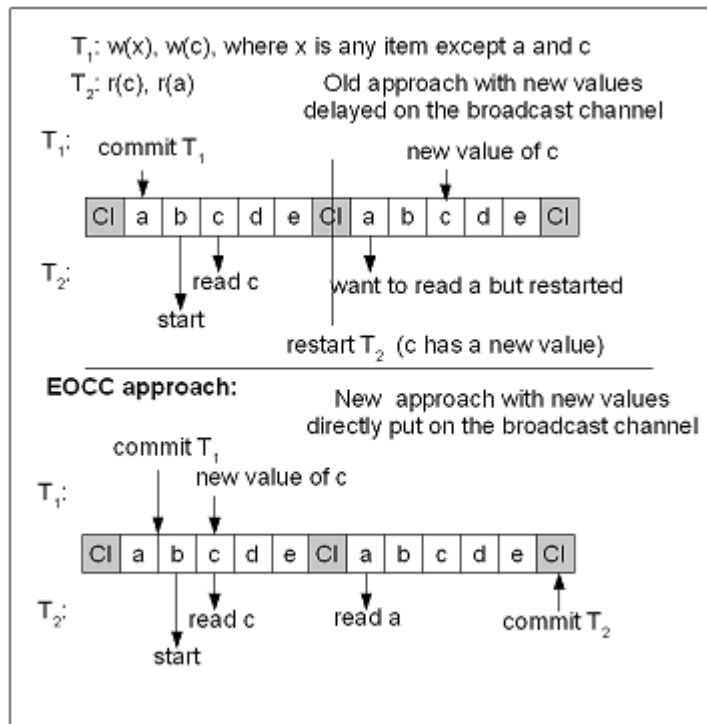 T1: w(x), w(c), where x is any item except a and c
T2: r(c), r(a)
Old approach with new values
delayed on the broadcast channel
T1:
commit T1
new value of c
CI a b c d e CI a b c d e CI
T2:
read c
want to read a but restarted
start
restart T2 (c has a new value)
EOCC approach:
New approach with new values
directly put on the broadcast channel
commit T1
new value of c
T1:
CI a b c d e CI a b c d e CI
T2:
read c
read a
commit T2
start